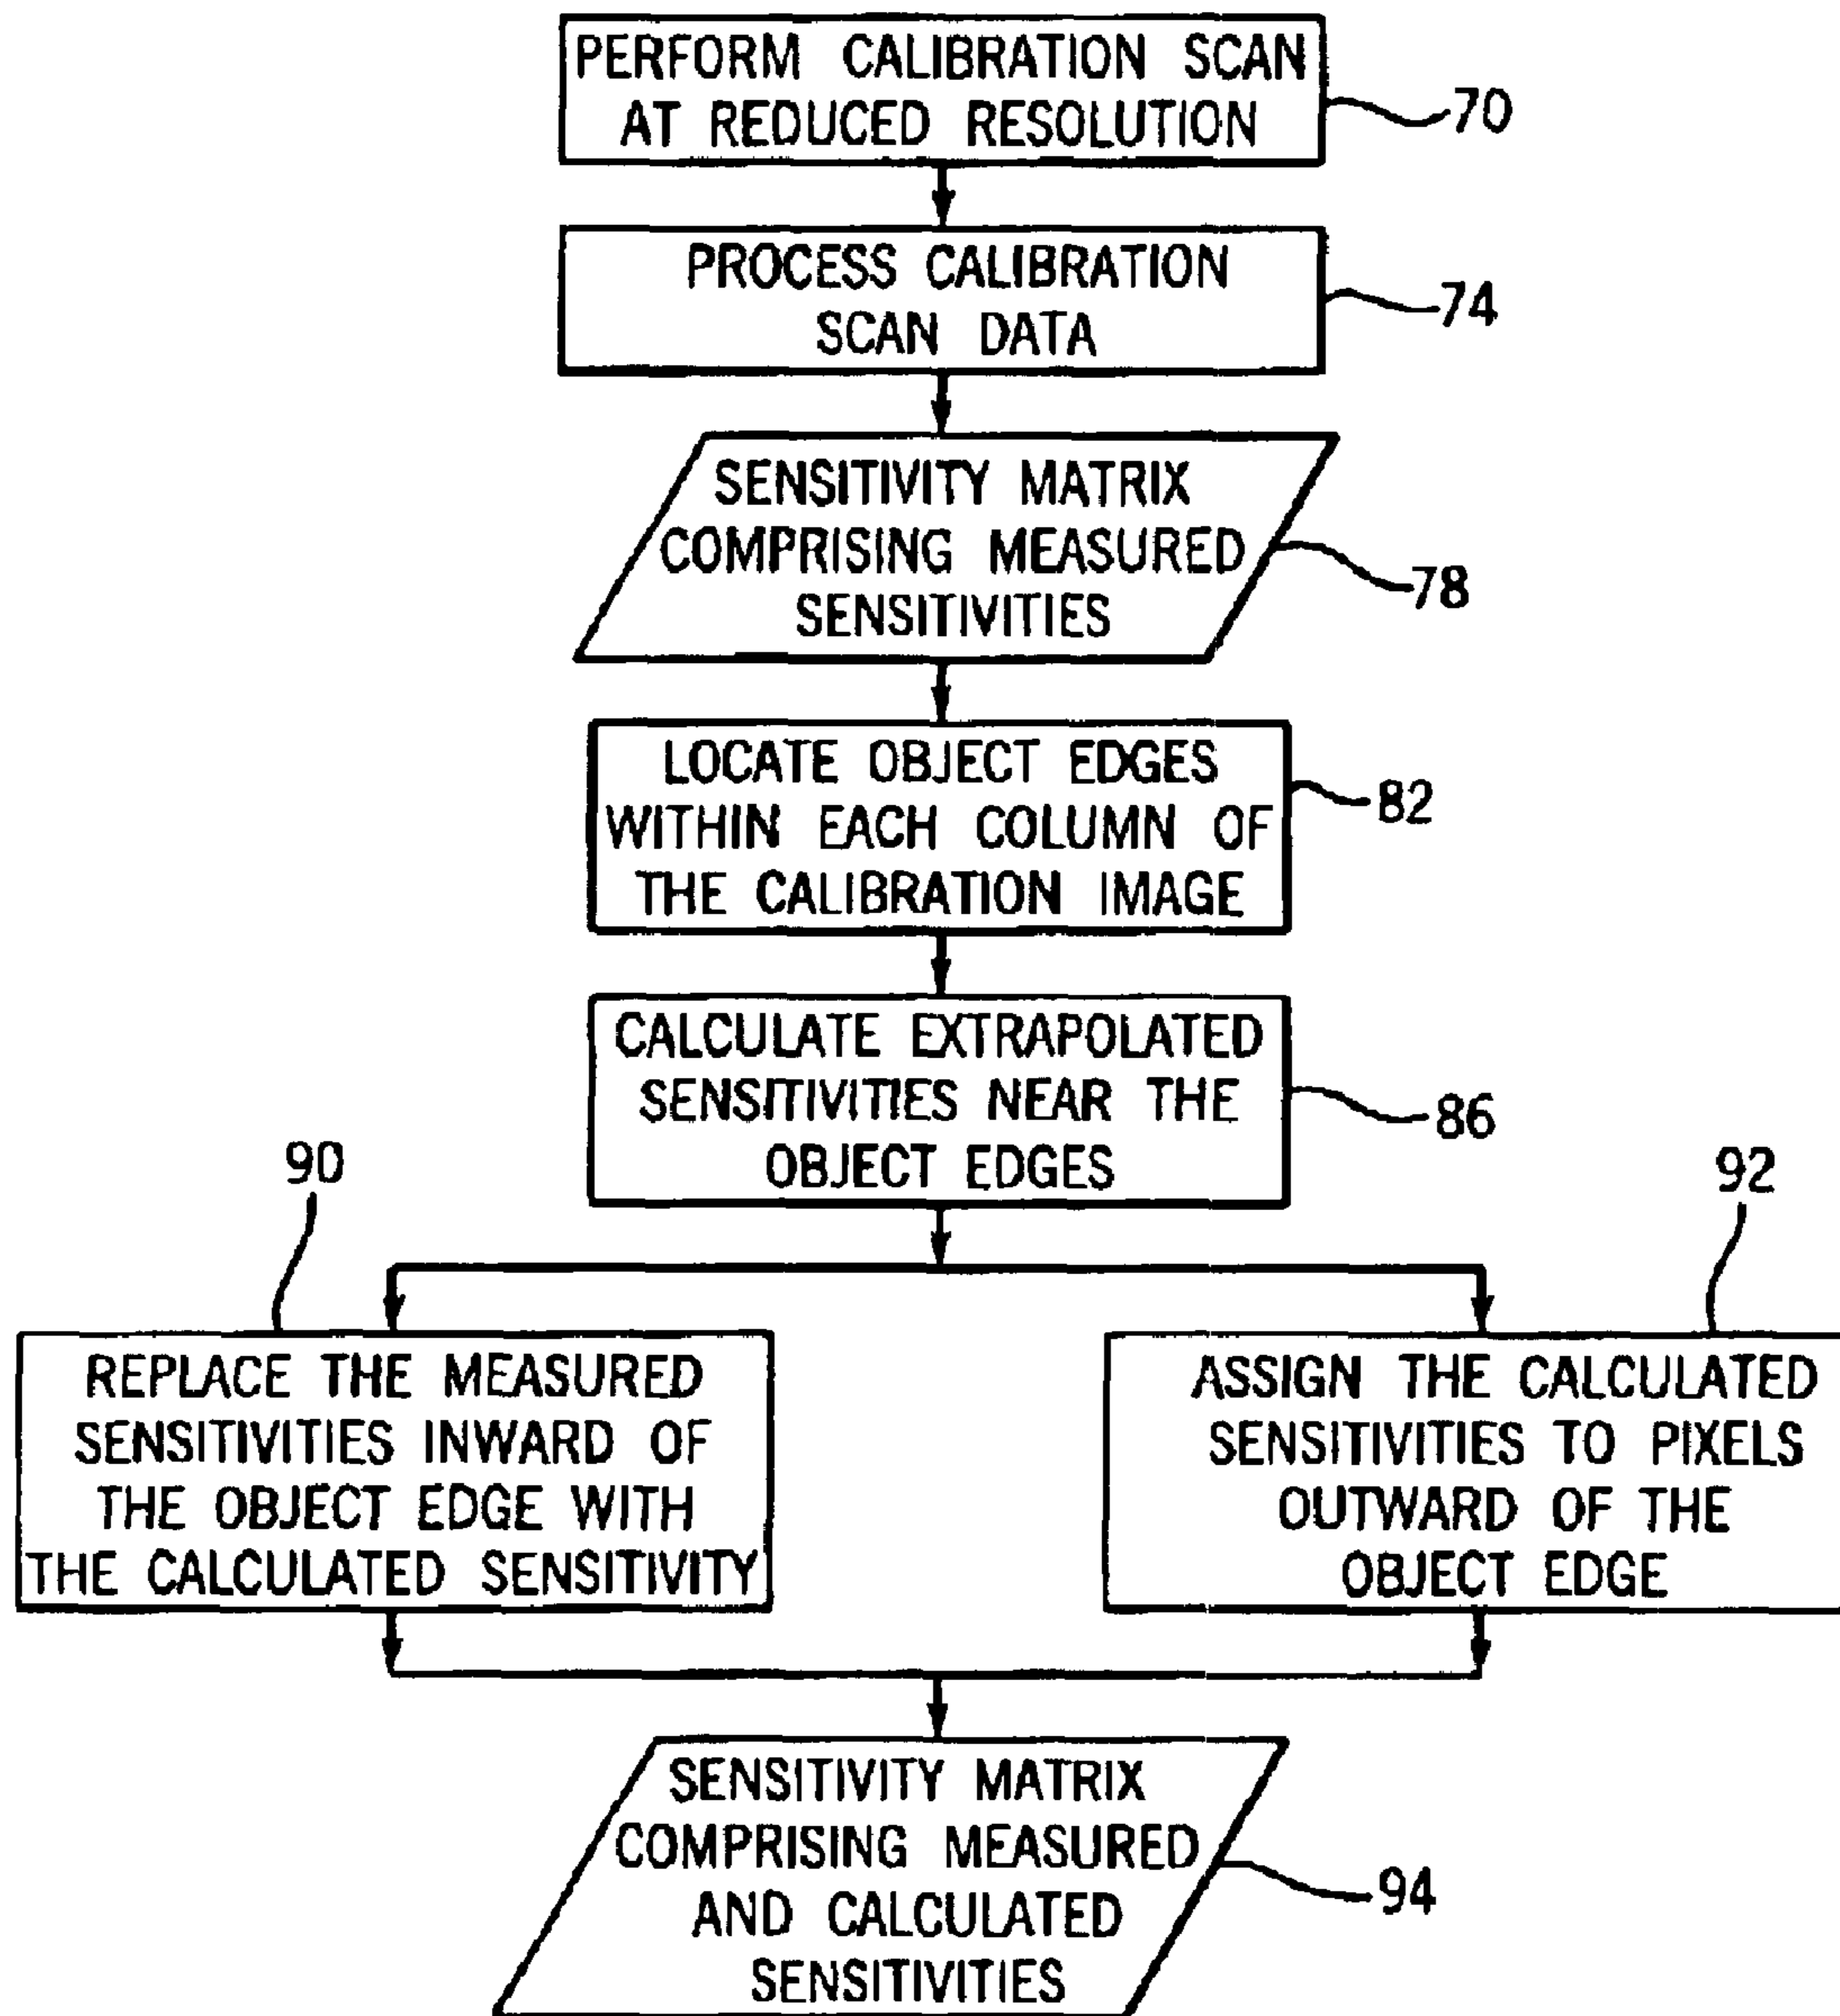 PERFORM CALIBRATION SCAN
AT REDUCED RESOLUTION
70
PROCESS CALIBRATION
SCAN DATA
74
SENSITIVITY MATRIX
COMPRISING MEASURED
SENSITIVITIES
78
LOCATE OBJECT EDGES
WITHIN EACH COLUMN OF
THE CALIBRATION IMAGE
82
CALCULATE EXTRAPOLATED
SENSITIVITIES NEAR THE
OBJECT EDGES
86
90
REPLACE THE MEASURED
SENSITIVITIES INWARD OF
THE OBJECT EDGE WITH
THE CALCULATED SENSITIVITY
92
ASSIGN THE CALCULATED
SENSITIVITIES TO PIXELS
OUTWARD OF THE
OBJECT EDGE
SENSITIVITY MATRIX
COMPRISING MEASURED
AND CALCULATED
SENSITIVITIES
94